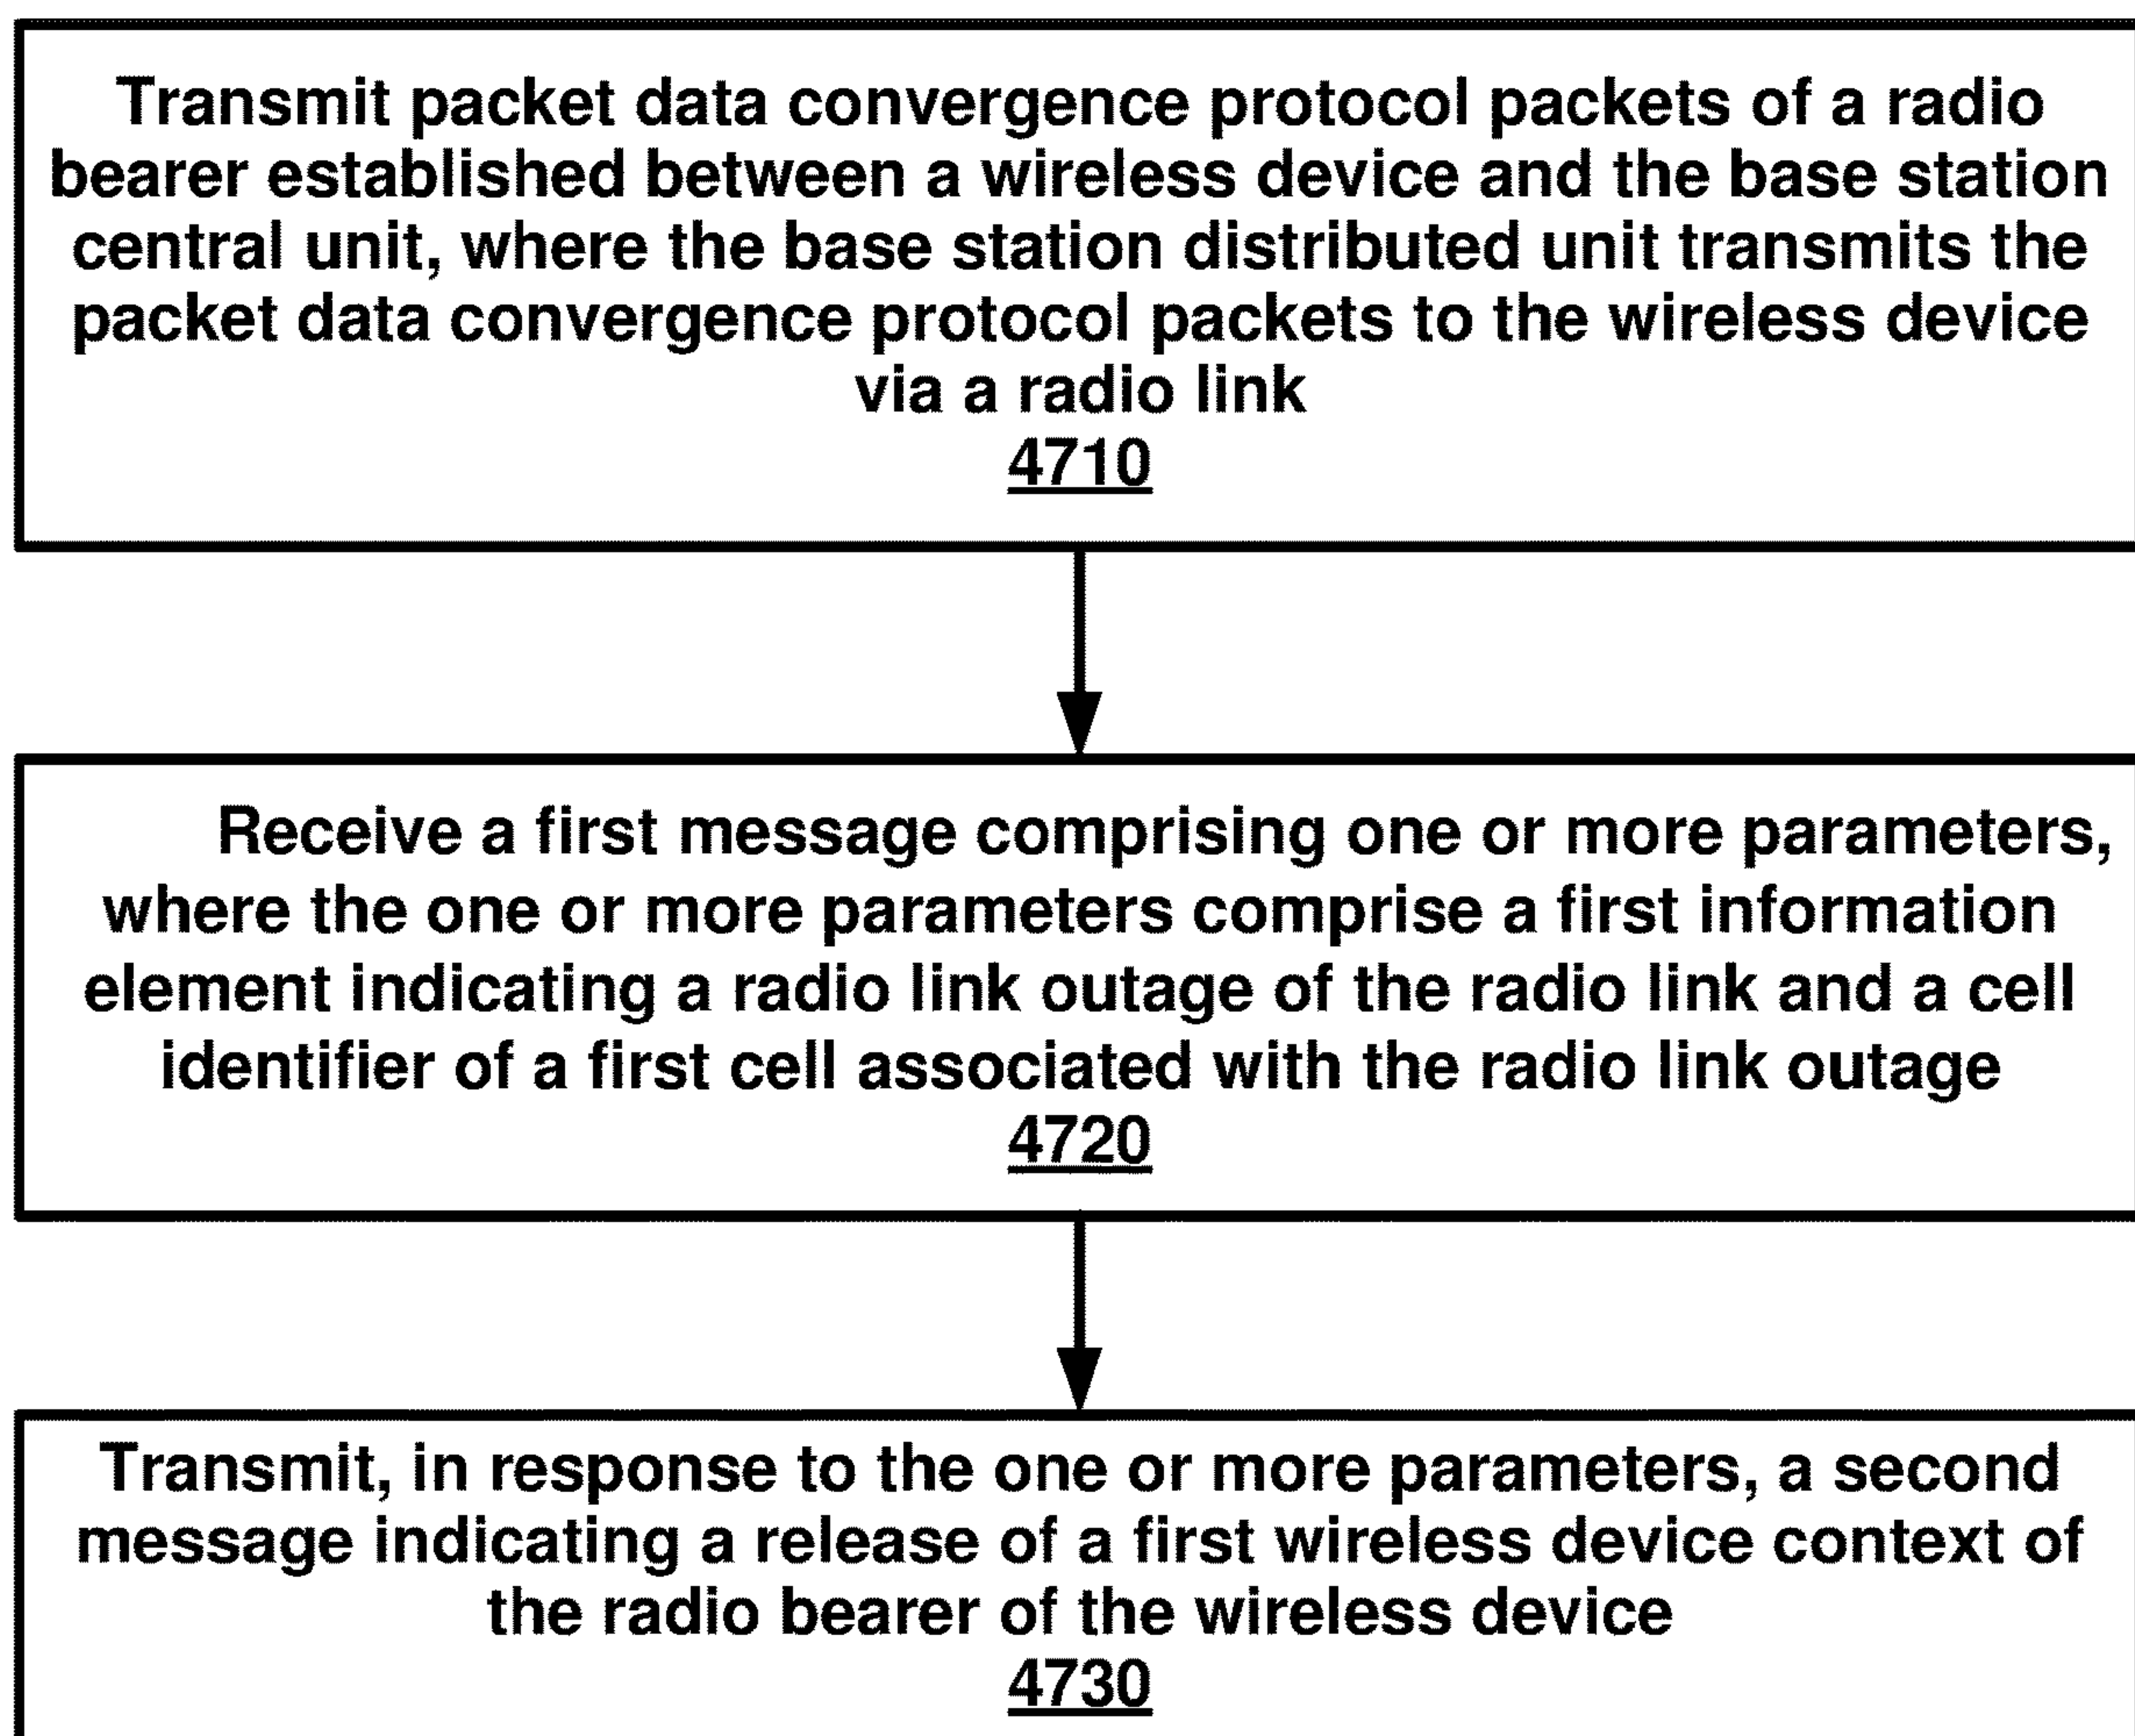 Transmit packet data convergence protocol packets of a radio
bearer established between a wireless device and the base station
central unit, where the base station distributed unit transmits the
packet data convergence protocol packets to the wireless device
via a radio link
4710
Receive a first message comprising one or more parameters,
where the one or more parameters comprise a first information
element indicating a radio link outage of the radio link and a cell
identifier of a first cell associated with the radio link outage
4720
Transmit, in response to the one or more parameters, a second
message indicating a release of a first wireless device context of
the radio bearer of the wireless device
4730